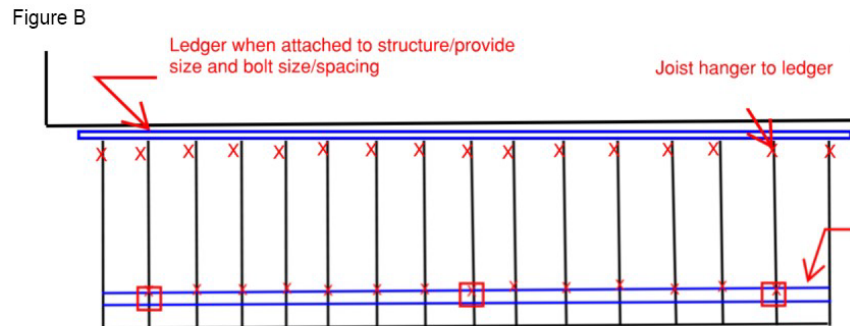 Figure B
Ledger when attached to structure/provide
size and bolt size/spacing
Joist hanger to ledger
X X X X X X X X X X X X X X X X
x x x x x x x x x x x x x x x